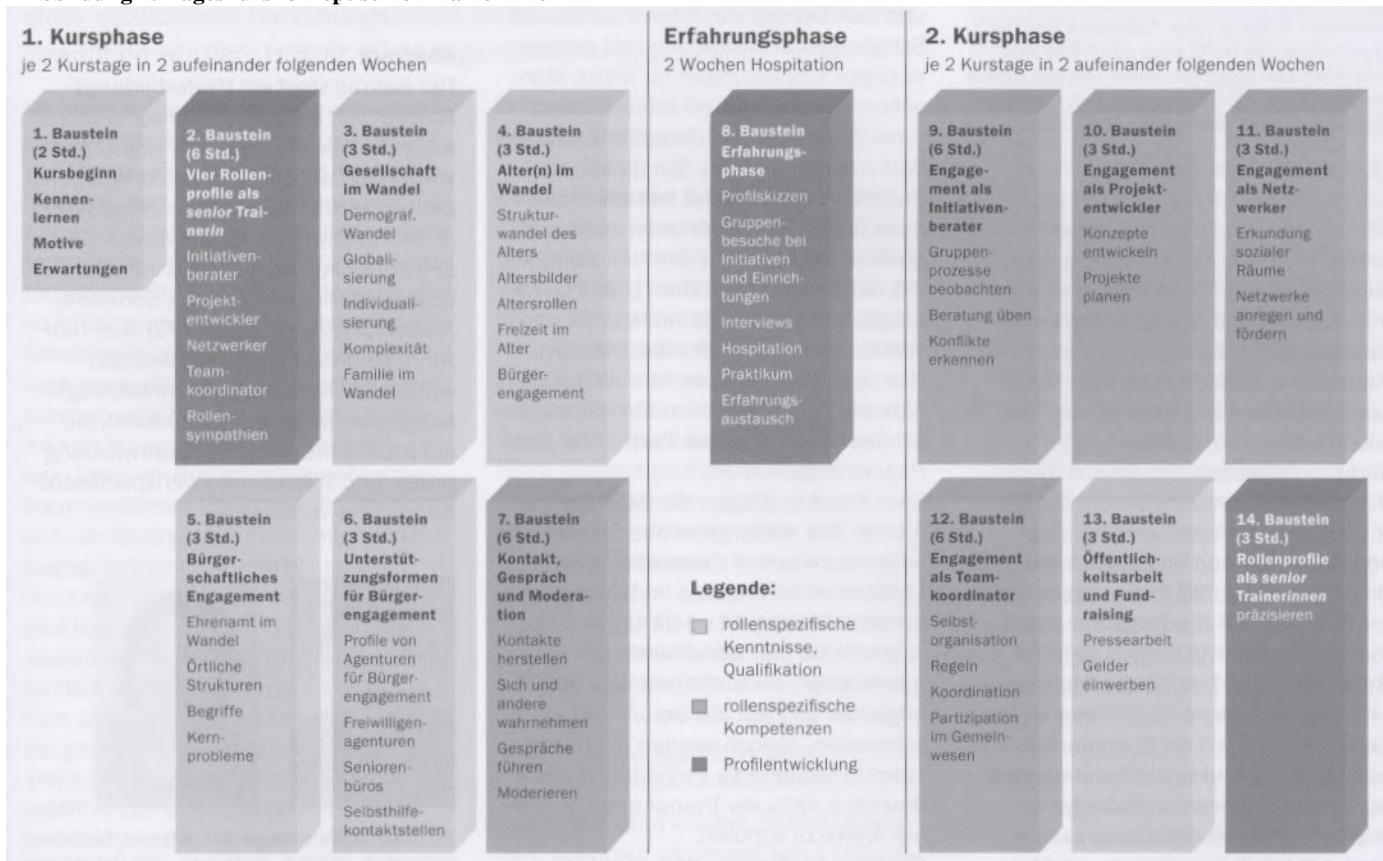 1. Kursphase
je 2 Kurstage in 2 aufeinander folgenden Wochen
1. Baustein
(2 Std.)
Kursbeginn
Kennen-
lernen
Motive
Erwartungen
2. Baustein
(6 Std.)
Vier Rollen-
profile als
senior Trai-
nerin
Initiativen-
berater
Projekt-
entwickler
Netzwerker
Team-
koordinator
Rollen-
sympathien
3. Baustein
(3 Std.)
Gesellschaft
im Wandel
Demograf.
Wandel
Globali-
sierung
Individuali-
sierung
Komplexität
Familie im
Wandel
4. Baustein
(3 Std.)
Alter(n) im
Wandel
Struktur-
wandel des
Alters
Altersbilder
Altersrollen
Freizeit im
Alter
Bürger-
engagement
5. Baustein
(3 Std.)
Bürger-
schaftliches
Engagement
Ehrenamt im
Wandel
Örtliche
Strukturen
Begriffe
Kern-
probleme
6. Baustein
(3 Std.)
Unterstüt-
zungsformen
für Bürger-
engagement
Profile von
Agenturen
für Bürger-
engagement
Freiwilligen-
agenturen
Senioren-
büros
Selbsthilfe-
kontaktstellen
7. Baustein
(6 Std.)
Kontakt,
Gespräch
und Modera-
tion
Kontakte
herstellen
Sich und
andere
wahrnehmen
Gespräche
führen
Moderieren
Erfahrungsphase
2 Wochen Hospitation
8. Baustein
Erfahrungs-
phase
Profilskizzen
Gruppen-
besuche bei
Initiativen
und Einrich-
tungen
Interviews
Hospitation
Praktikum
Erfahrungs-
austausch
Legende:
rollenspezifische
Kenntnisse,
Qualifikaton
rollenspezifische
Kompetenzen
Profilentwicklung
2. Kursphase
je 2 Kurstage in 2 aufeinander folgenden Wochen
9. Baustein
(6 Std.)
Engage-
ment als
Initiativen-
berater
Gruppen-
prozesse
beobachten
Beratung üben
Konflikte
erkennen
10. Baustein
(3 Std.)
Engagement
als Projekt-
entwickler
Konzepte
entwickeln
Projekte
planen
11. Baustein
(3 Std.)
Engagement
als Netz-
werker
Erkundung
sozialer
Räume
Netzwerke
anregen und
fördern
12. Baustein
(6 Std.)
Engagement
als Team-
koordinator
Selbst-
organisation
Regeln
Koordination
Partizipation
im Gemein-
wesen
13. Baustein
(3 Std.)
Öffentlich-
keitsarbeit
und Fund-
raising
Pressearbeit
Gelder
einwerben
14. Baustein
(3 Std.)
Rollenprofile
als senior
Trainerinnen
präzisieren